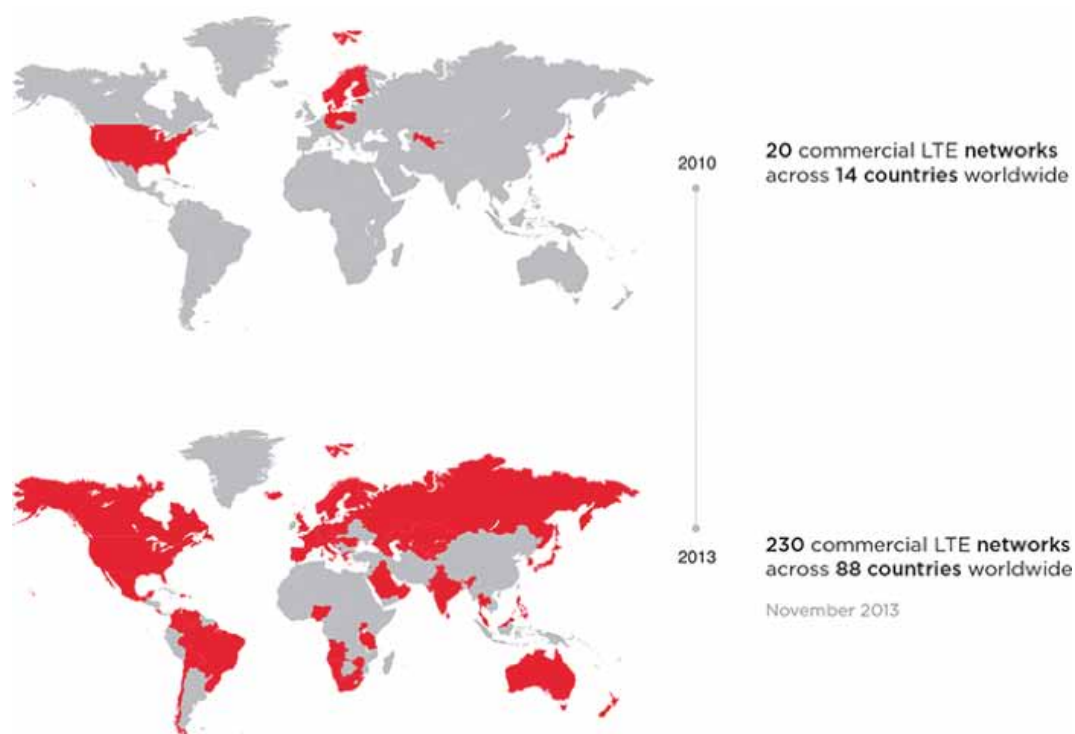 2010
20 commercial LTE networks
across 14 countries worldwide
2013
230 commercial LTE networks
across 88 countries worldwide
November 2013